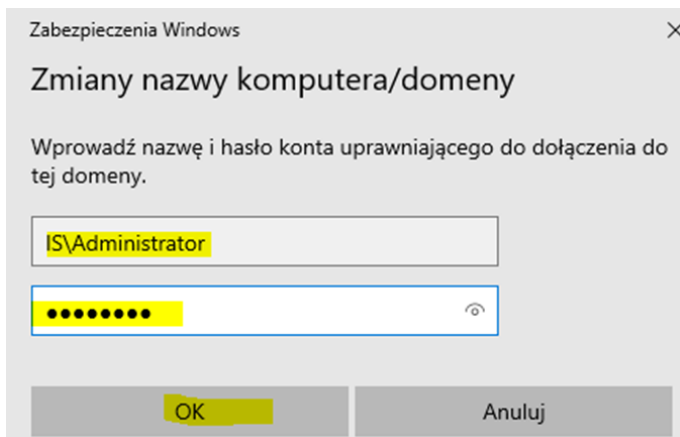 Zabezpieczenia Windows
Zmiany nazwy komputera/domeny
Wprowadź nazwę i hasło konta uprawniającego do dołączenia do
tej domeny.
IS\Administrator
●●●●●●●●
OK
Anuluj